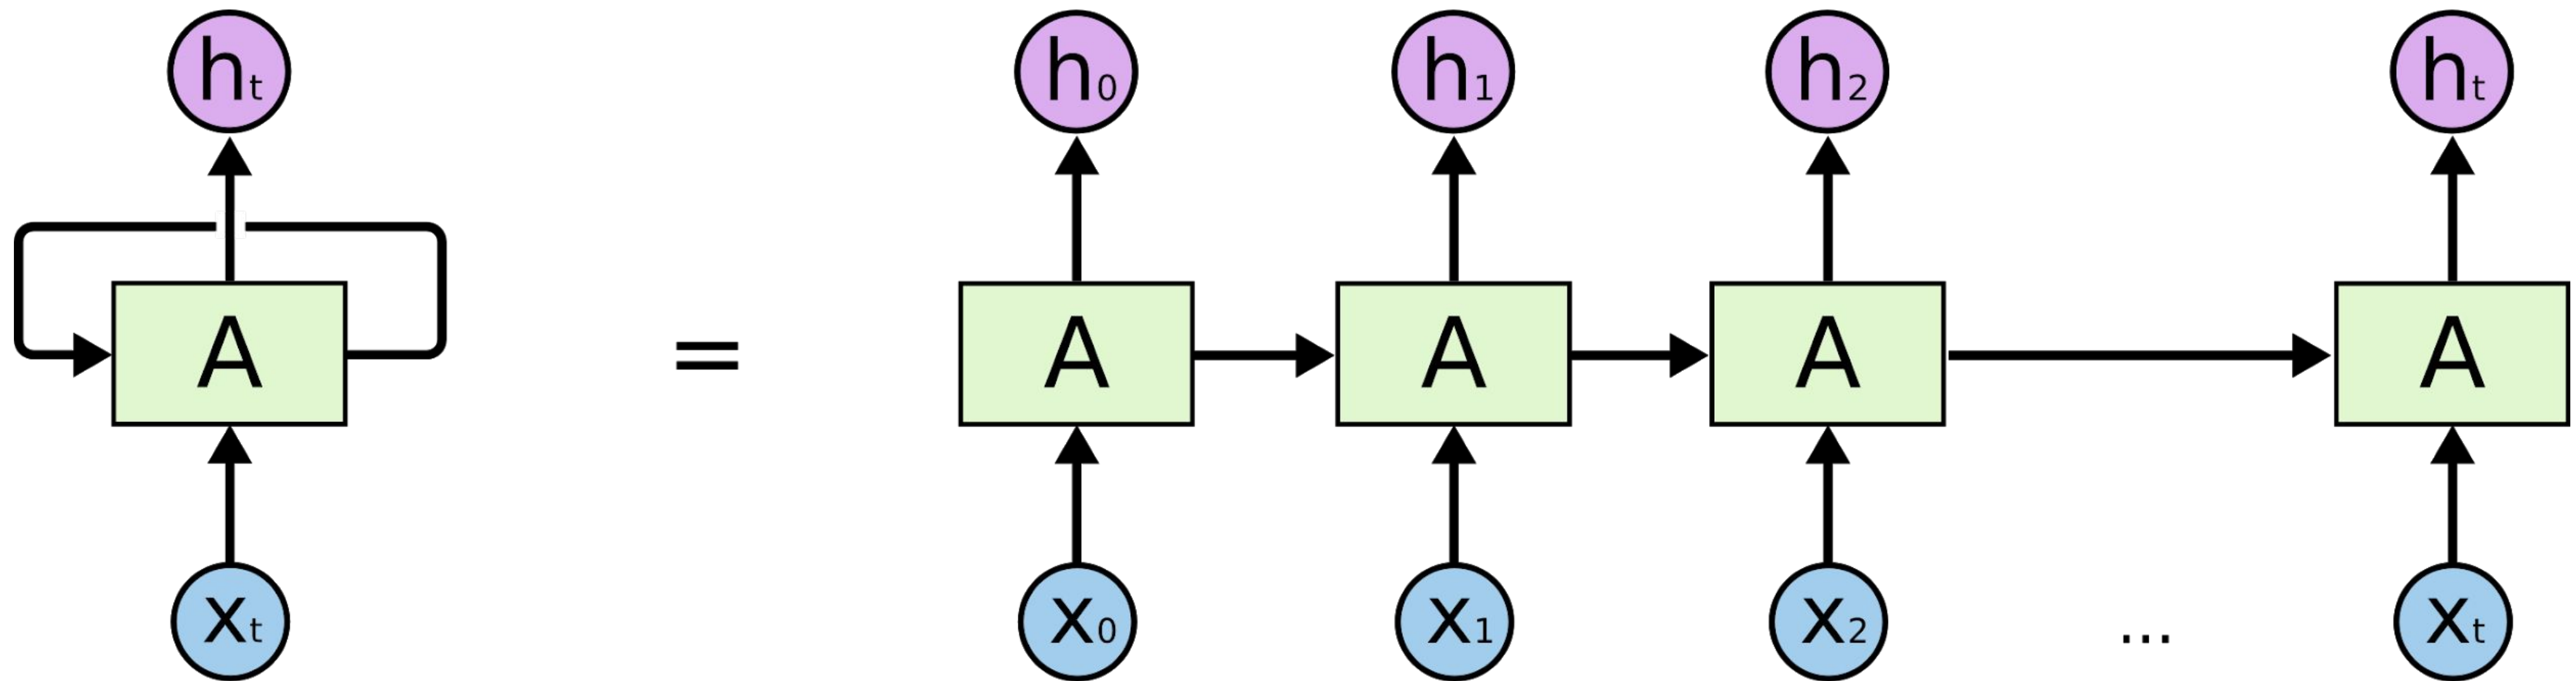 hₜ h₀ h₁ h₂ hₜ
A = A A A A
xₜ x₀ x₁ x₂ ... xₜ